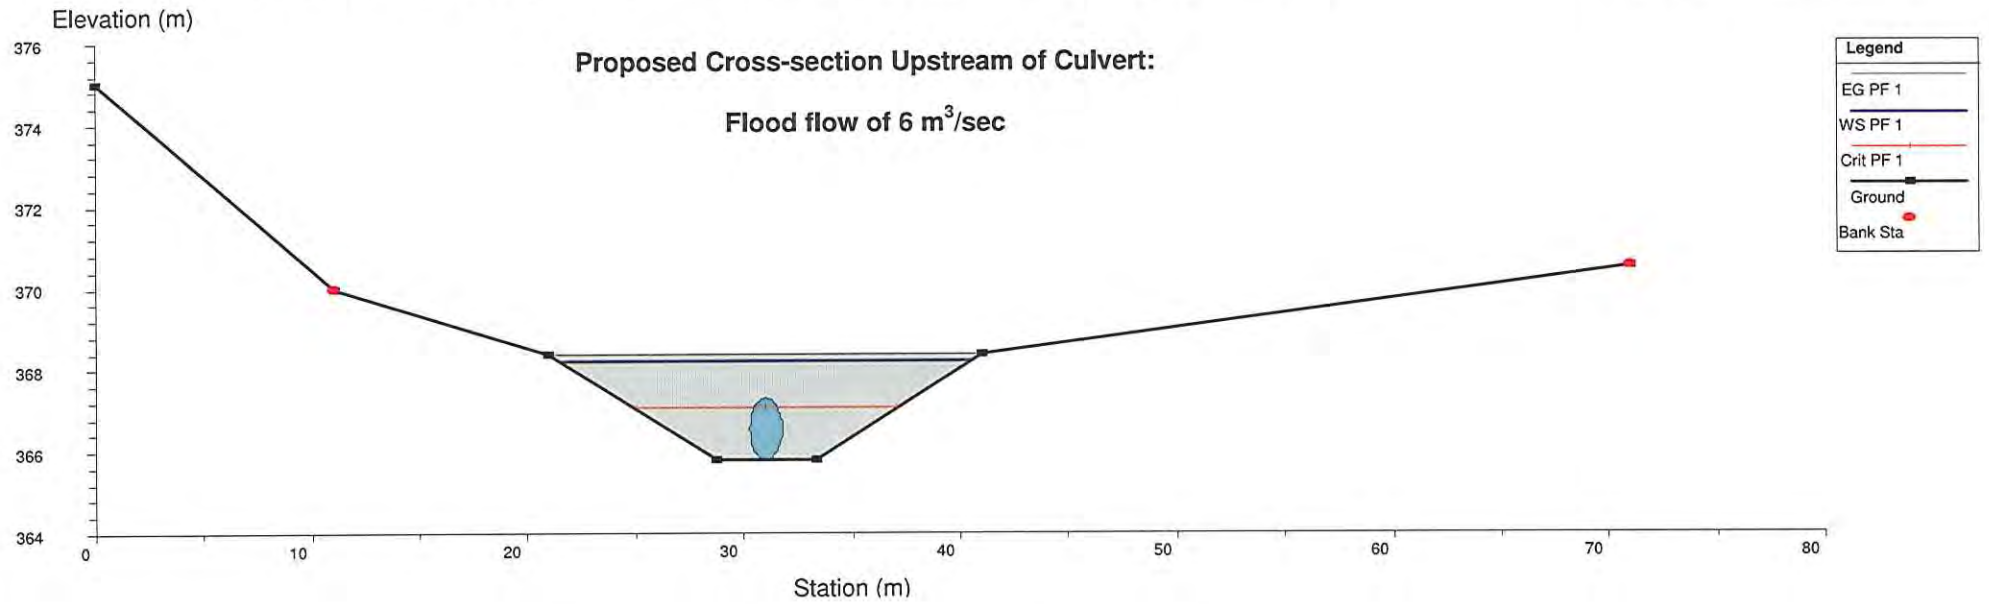 Elevation (m)
Proposed Cross-section Upstream of Culvert:
Flood flow of 6 m³/sec
376
374
372
370
368
366
364
0 10 20 30 40 50 60 70 80
Station (m)
Legend
EG PF 1
WS PF 1
Crit PF 1
Ground
Bank Sta